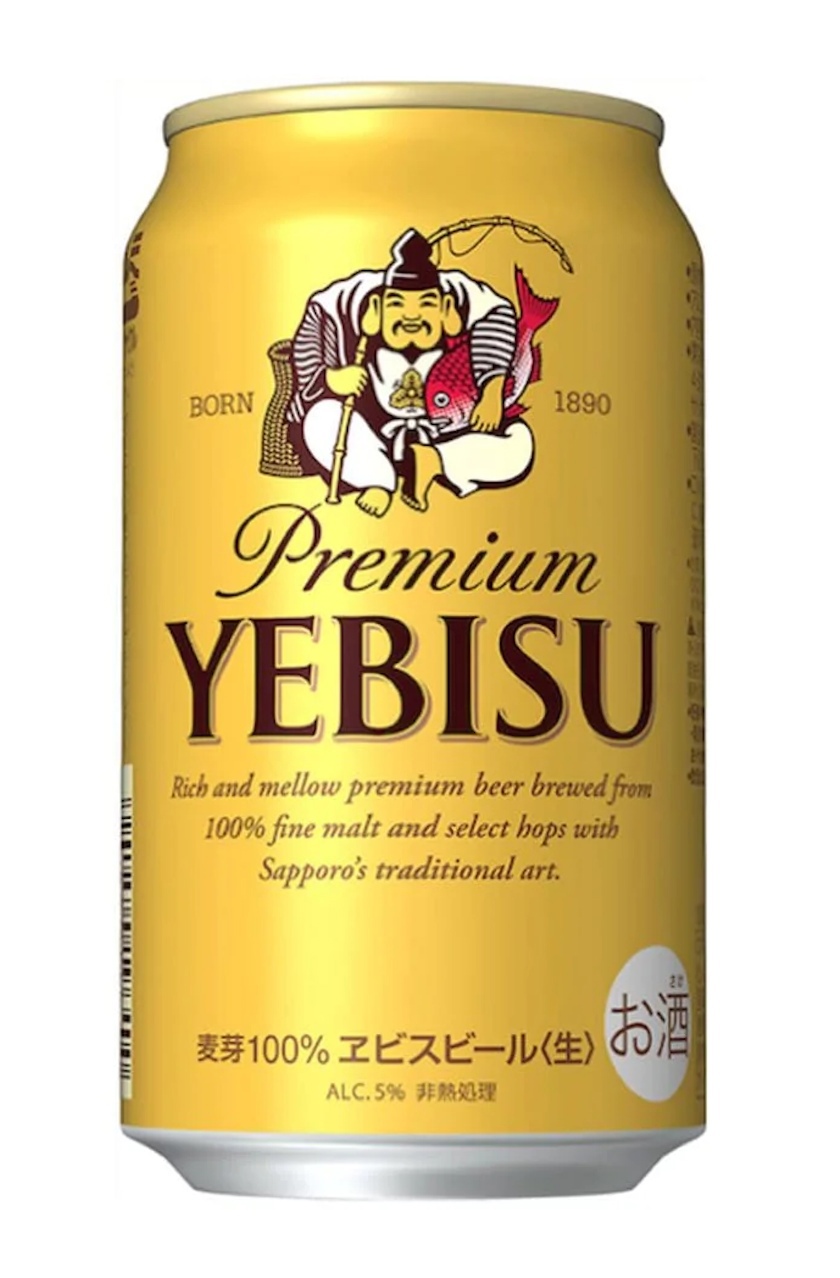 BORN 1890
Premium
YEBISU
Rich and mellow premium beer brewed from
100% fine malt and select hops with
Sapporo's traditional art.
さけ
お酒
麦芽100% ヱビスビール〈生〉
ALC.5% 非熱処理